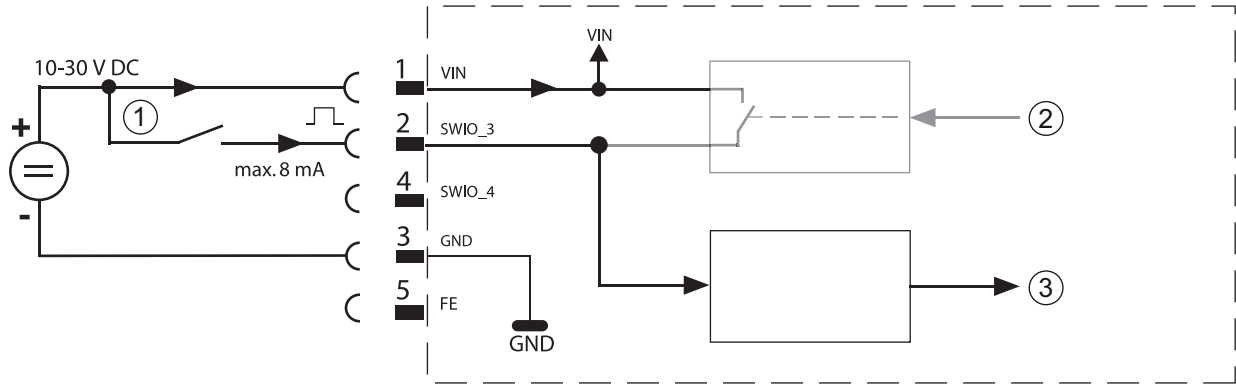 VIN
10-30 V DC
1
VIN
1
+
2
SWIO_3
2
max. 8 mA
4
SWIO_4
-
3
GND
3
5
FE
GND